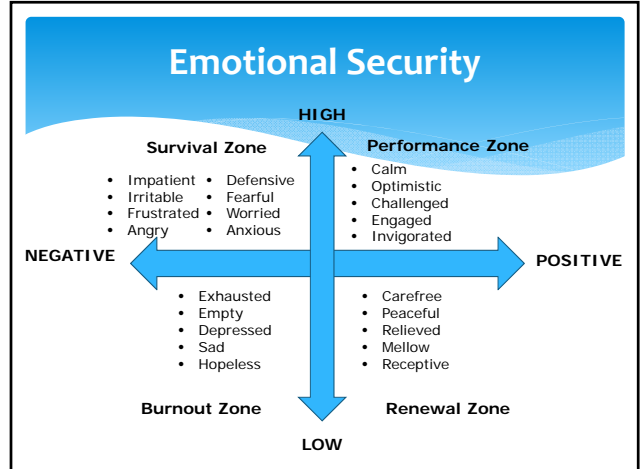 Emotional Security
HIGH
Survival Zone
• Impatient
• Irritable
• Frustrated
• Angry
• Defensive
• Fearful
• Worried
• Anxious
Performance Zone
• Calm
• Optimistic
• Challenged
• Engaged
• Invigorated
NEGATIVE
POSITIVE
• Exhausted
• Empty
• Depressed
• Sad
• Hopeless
Burnout Zone
• Carefree
• Peaceful
• Relieved
• Mellow
• Receptive
Renewal Zone
LOW